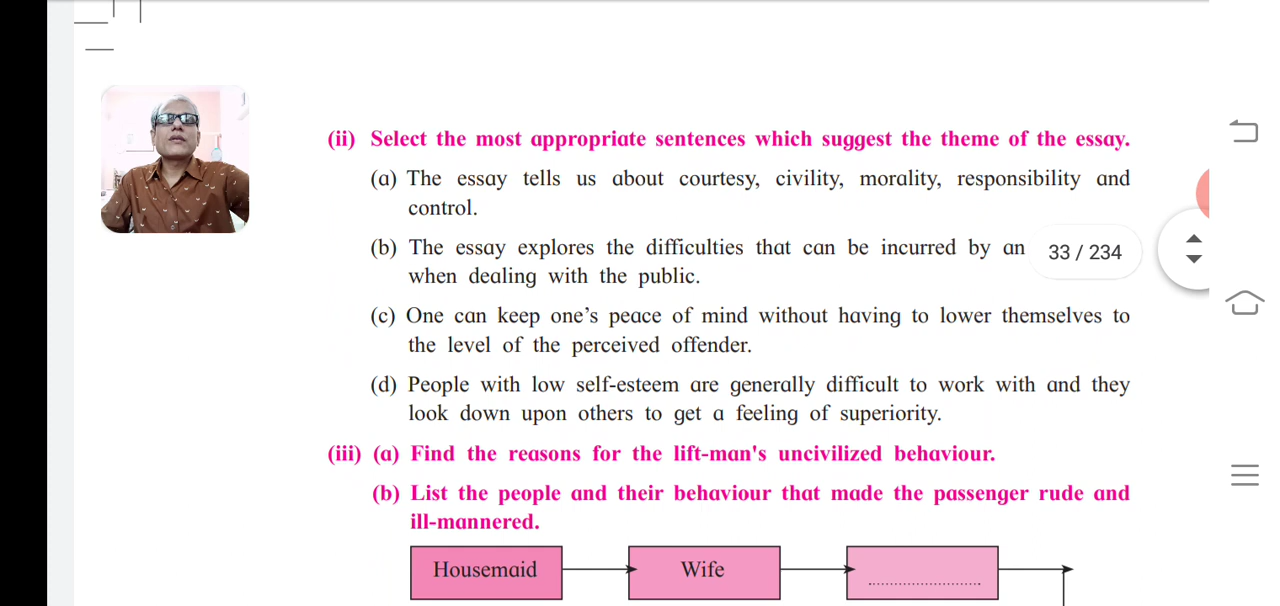 (ii) Select the most appropriate sentences which suggest the theme of the essay.
(a) The essay tells us about courtesy, civility, morality, responsibility and
control.
(b) The essay explores the difficulties that can be incurred by an
33 / 234
when dealing with the public.
(c) One can keep one's peace of mind without having to lower themselves to
the level of the perceived offender.
(d) People with low self-esteem are generally difficult to work with and they
look down upon others to get a feeling of superiority.
(iii) (a) Find the reasons for the lift-man's uncivilized behaviour.
(b) List the people and their behaviour that made the passenger rude and
ill-mannered.
Housemaid Wife ........................